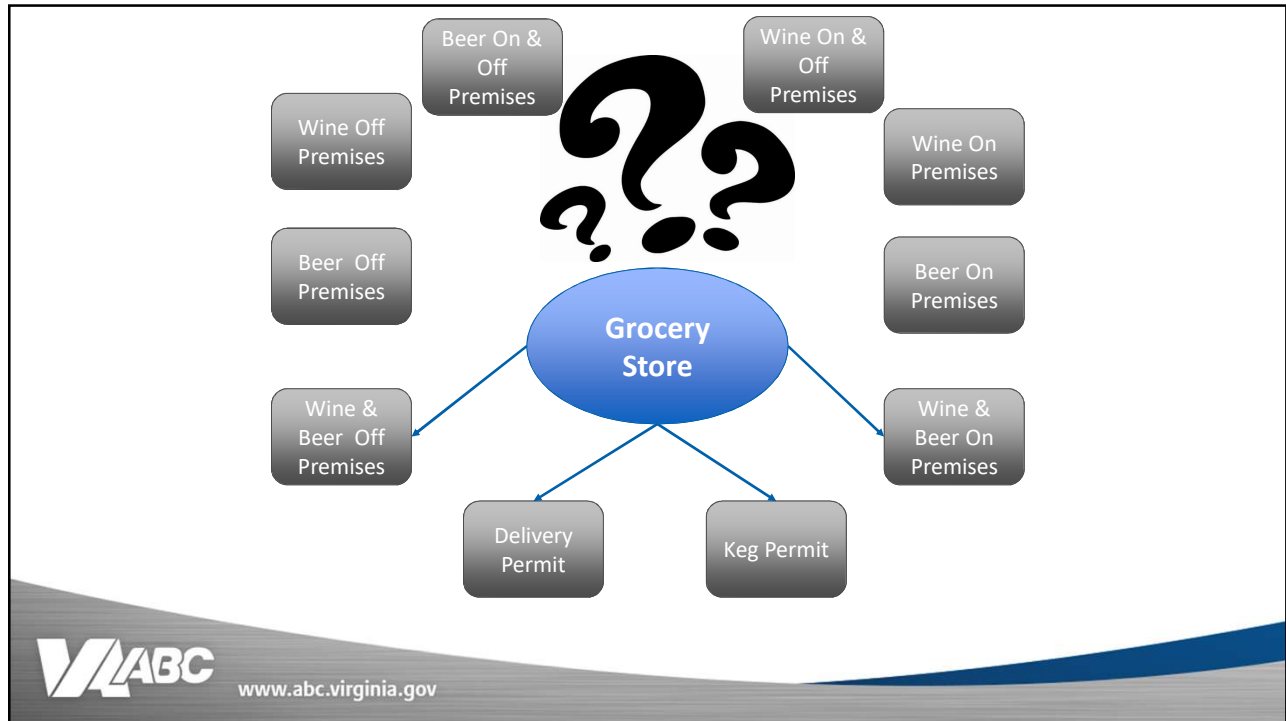 Beer On &
Off
Premises
Wine On &
Off
Premises
Wine Off
Premises
Wine On
Premises
Beer Off
Premises
Beer On
Premises
Grocery
Store
Wine &
Beer Off
Premises
Wine &
Beer On
Premises
Delivery
Permit
Keg Permit
VA ABC
www.abc.virginia.gov